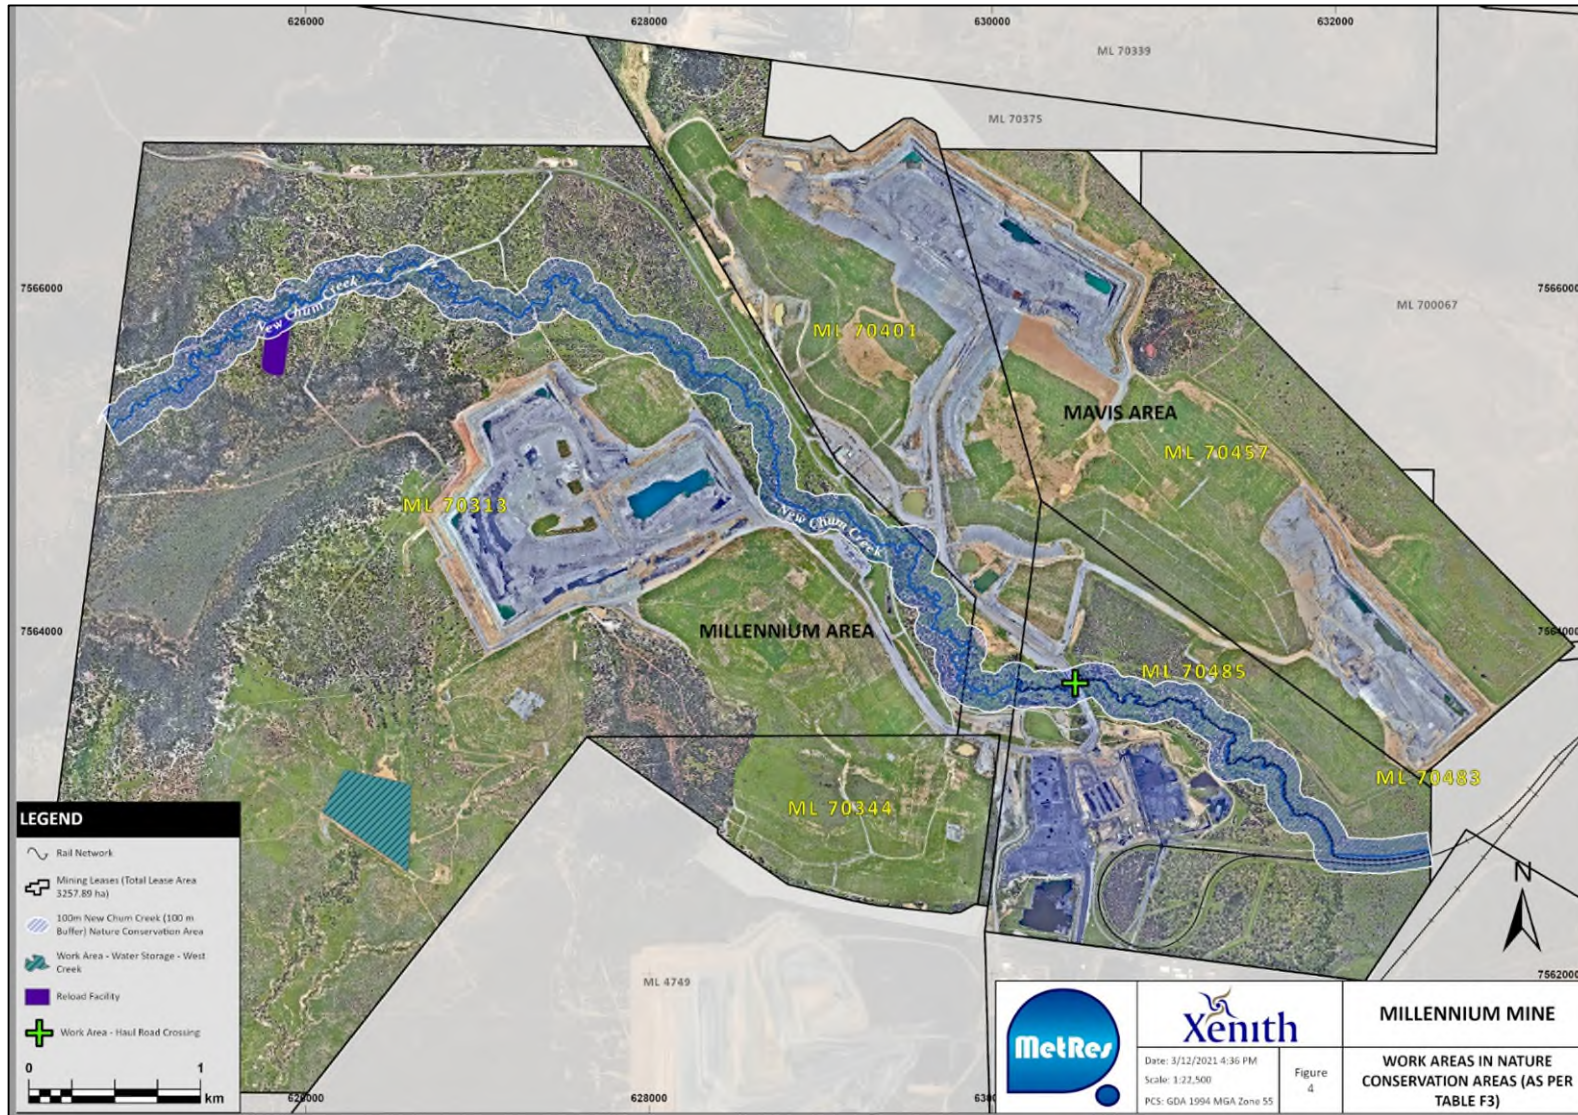 626000
628000
630000
632000
ML 70339
ML 70375
7566000
7566000
New Chum Creek
ML 700067
ML 70401
MAVIS AREA
ML 70457
ML 70313
New Chum Creek
7564000
7564000
MILLENNIUM AREA
ML 70485
ML 70483
ML 70344
LEGEND
Rail Network
Mining Leases (Total Lease Area
3257.89 ha)
100m New Chum Creek (100 m
Buffer) Nature Conservation Area
Work Area - Water Storage - West
Creek
Reload Facility
Work Area - Haul Road Crossing
0
1
km
N
7562000
ML 4749
626000
628000
MetRes
Xenith
Date: 3/12/2021 4:36 PM
Scale: 1:22,500
PCS: GDA 1994 MGA Zone 55
Figure
4
MILLENNIUM MINE
WORK AREAS IN NATURE
CONSERVATION AREAS (AS PER
TABLE F3)